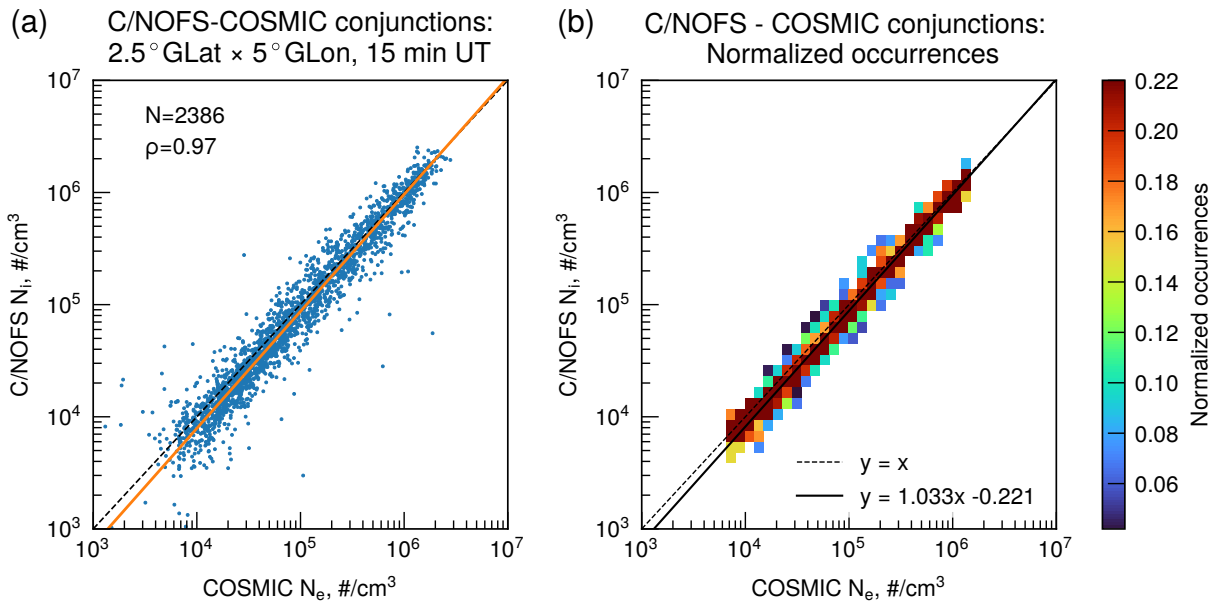 (a)
C/NOFS-COSMIC conjunctions:
2.5°GLat × 5°GLon, 15 min UT
N=2386
ρ=0.97
10⁷
10⁶
10⁵
10⁴
10³
C/NOFS Nᵢ, #/cm³
10³ 10⁴ 10⁵ 10⁶ 10⁷
COSMIC Nₑ, #/cm³
(b)
C/NOFS - COSMIC conjunctions:
Normalized occurrences
10⁷
10⁶
10⁵
10⁴
10³
C/NOFS Nᵢ, #/cm³
y = x
y = 1.033x -0.221
10³ 10⁴ 10⁵ 10⁶ 10⁷
COSMIC Nₑ, #/cm³
0.22
0.20
0.18
0.16
0.14
0.12
0.10
0.08
0.06
Normalized occurrences